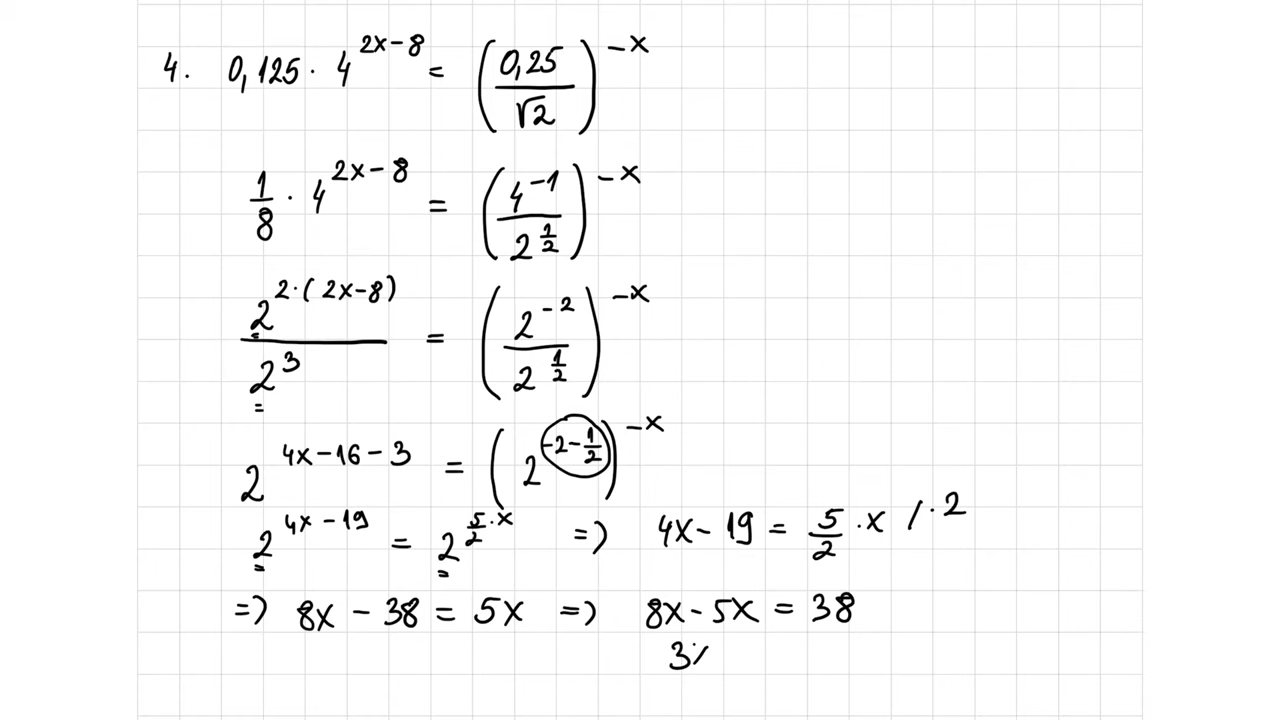 4. 0,125 · 4^(2x-8) = (0,25/√2)^(-x)
1/8 · 4^(2x-8) = (4^(-1)/2^(1/2))^(-x)
2^(2·(2x-8))/2^3 = (2^(-2)/2^(1/2))^(-x)
2^(4x-16-3) = (2^(-2-1/2))^(-x)
2^(4x-19) = 2^(5/2·x) => 4x-19 = 5/2 · x /·2
=> 8x - 38 = 5x => 8x - 5x = 38
3